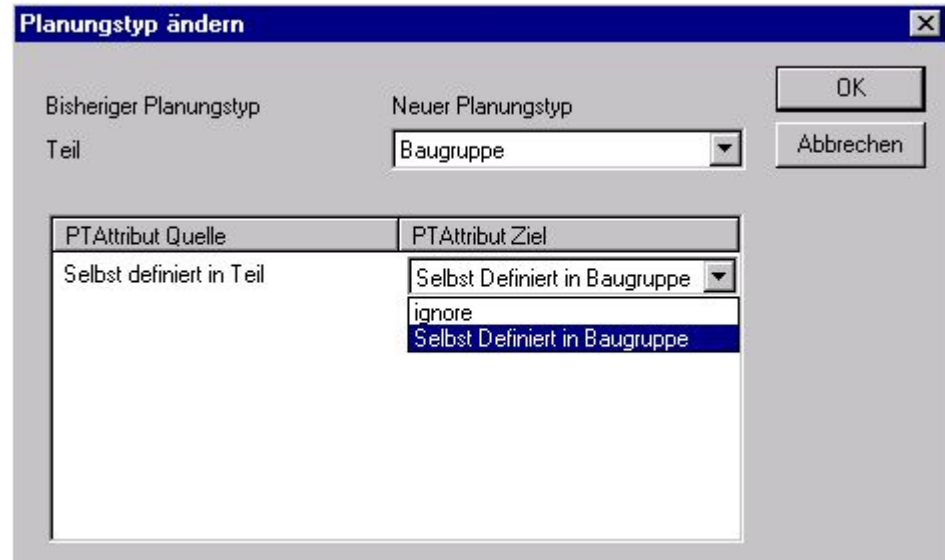 Planungstyp ändern
OK
Bisheriger Planungstyp Neuer Planungstyp
Teil Baugruppe Abbrechen
PTAttribut Quelle PTAttribut Ziel
Selbst definiert in Teil Selbst Definiert in Baugruppe
ignore
Selbst Definiert in Baugruppe